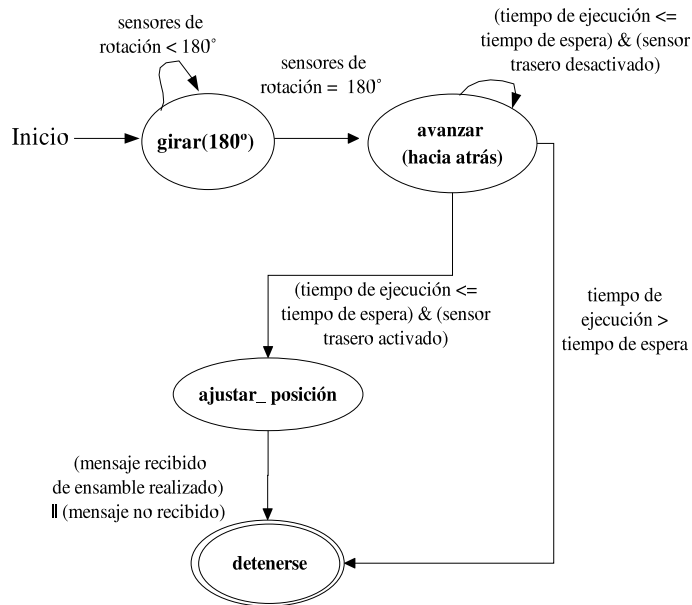 (tiempo de ejecución <=
tiempo de espera) & (sensor
trasero desactivado)
sensores de
rotación < 180°
sensores de
rotación = 180°
Inicio
girar(180º)
avanzar
(hacia atrás)
(tiempo de ejecución <=
tiempo de espera) & (sensor
trasero activado)
tiempo de
ejecución >
tiempo de espera
ajustar_ posición
(mensaje recibido
de ensamble realizado)
|| (mensaje no recibido)
detenerse